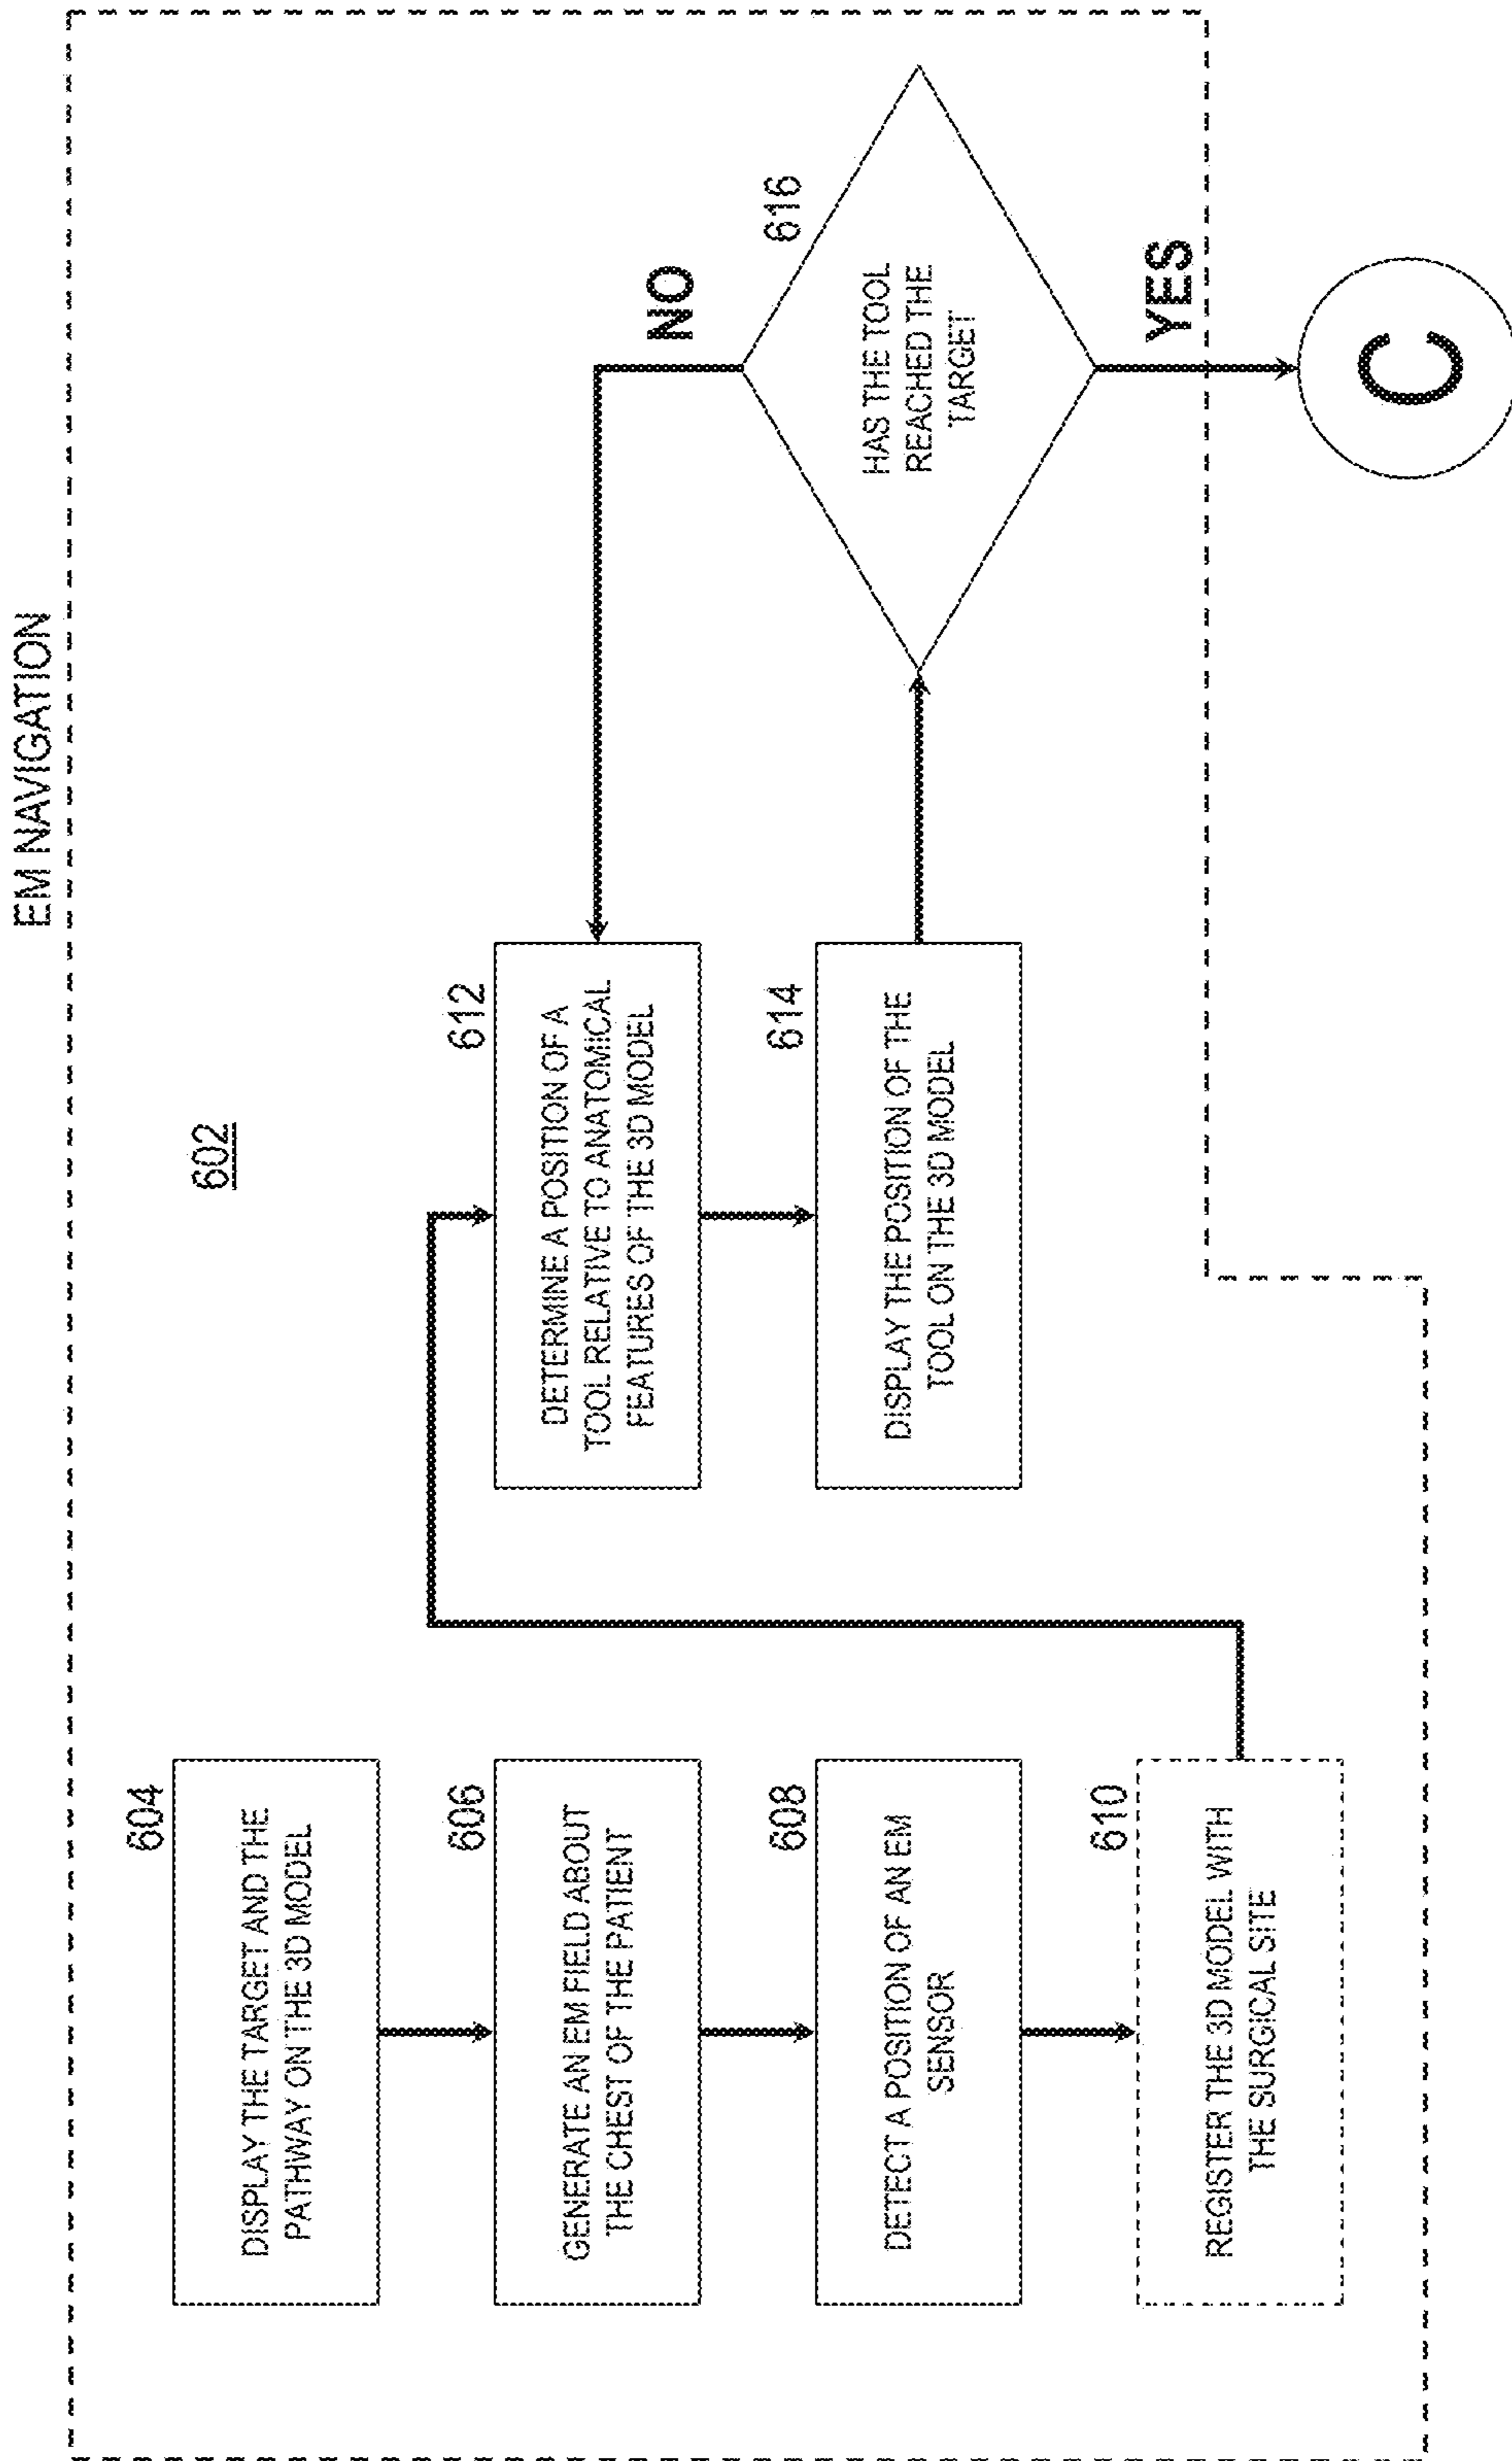 EM NAVIGATION
602
604
DISPLAY THE TARGET AND THE
PATHWAY ON THE 3D MODEL
606
GENERATE AN EM FIELD ABOUT
THE CHEST OF THE PATIENT
608
DETECT A POSITION OF AN EM
SENSOR
610
REGISTER THE 3D MODEL WITH
THE SURGICAL SITE
612
DETERMINE A POSITION OF A
TOOL RELATIVE TO ANATOMICAL
FEATURES OF THE 3D MODEL
614
DISPLAY THE POSITION OF THE
TOOL ON THE 3D MODEL
616
HAS THE TOOL
REACHED THE
TARGET
NO
YES
C